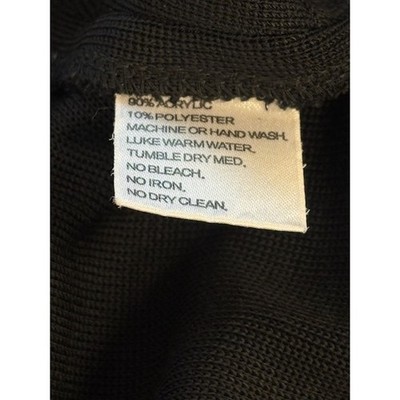 90% ACRYLIC
10% POLYESTER
MACHINE OR HAND WASH.
LUKE WARM WATER.
TUMBLE DRY MED.
NO BLEACH.
NO IRON.
NO DRY CLEAN.